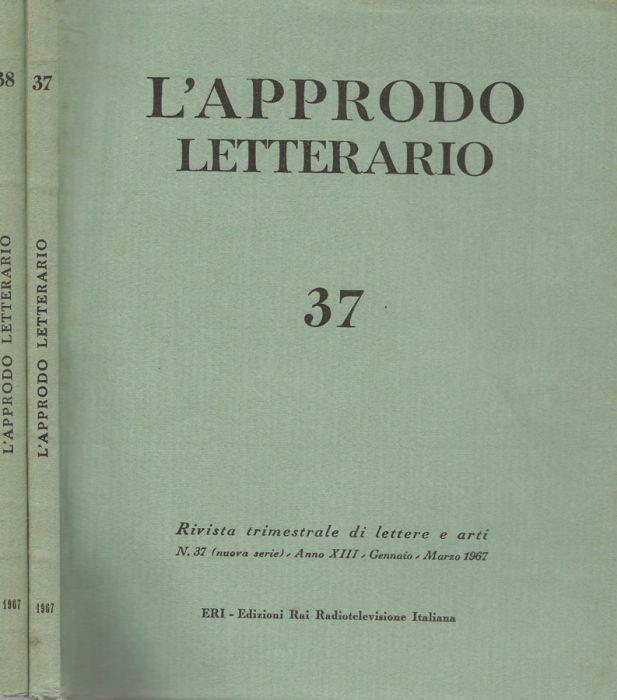 38
L'APPRODO LETTERARIO
1967
37
L'APPRODO LETTERARIO
1967
L'APPRODO
LETTERARIO
37
Rivista trimestrale di lettere e arti
N. 37 (nuova serie) - Anno XIII - Gennaio - Marzo 1967
ERI - Edizioni Rai Radiotelevisione Italiana